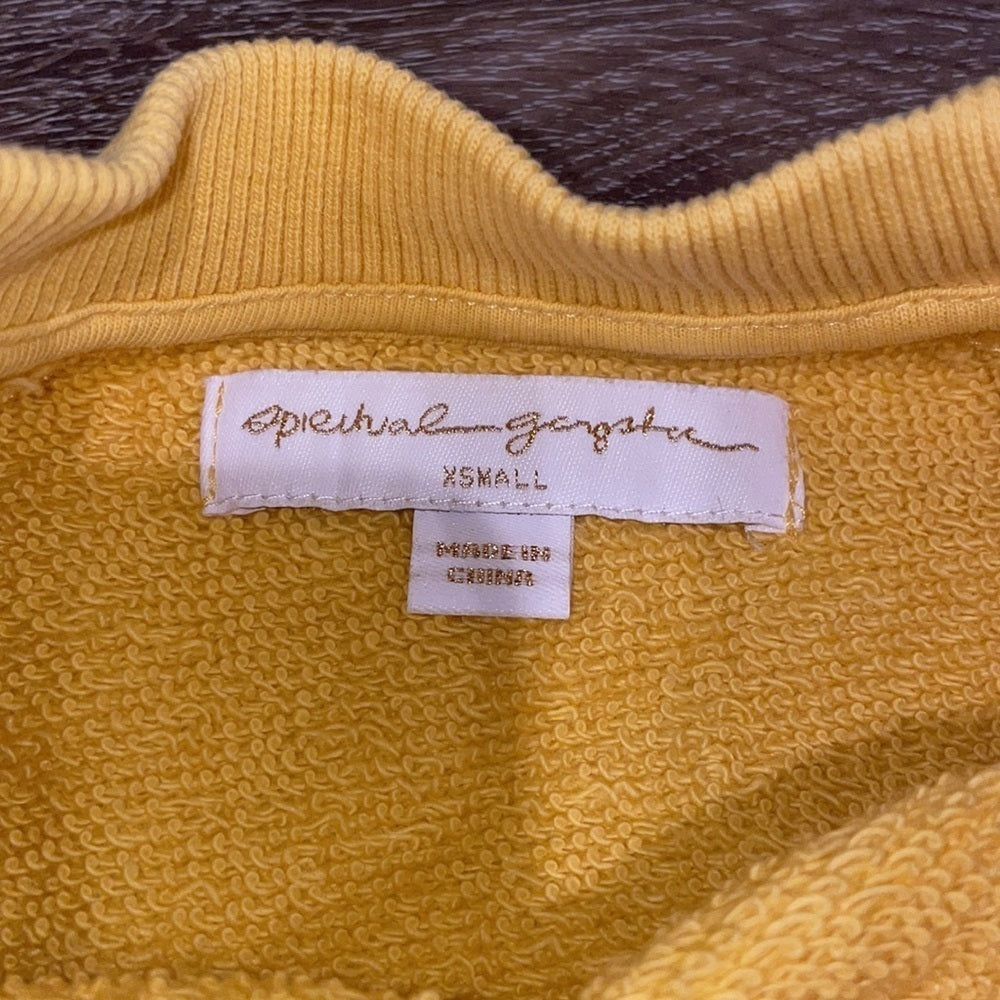 spiritual gangster
XSMALL
MADE IN
CHINA